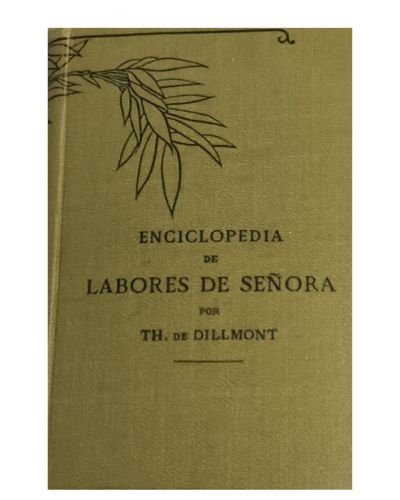 ENCICLOPEDIA
DE
LABORES DE SEÑORA
POR
TH. DE DILLMONT